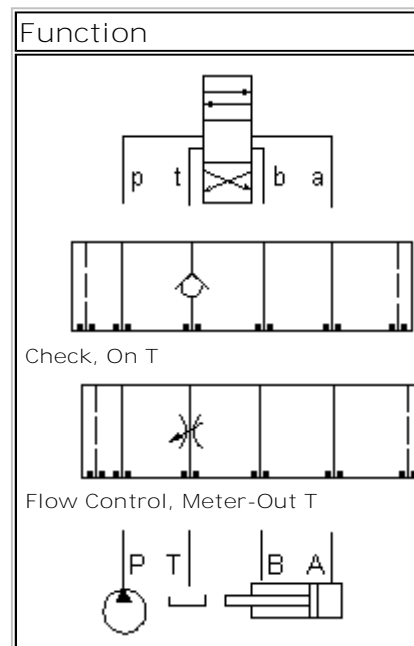 Function
p t b a
Check, On T
Flow Control, Meter-Out T
P T B A